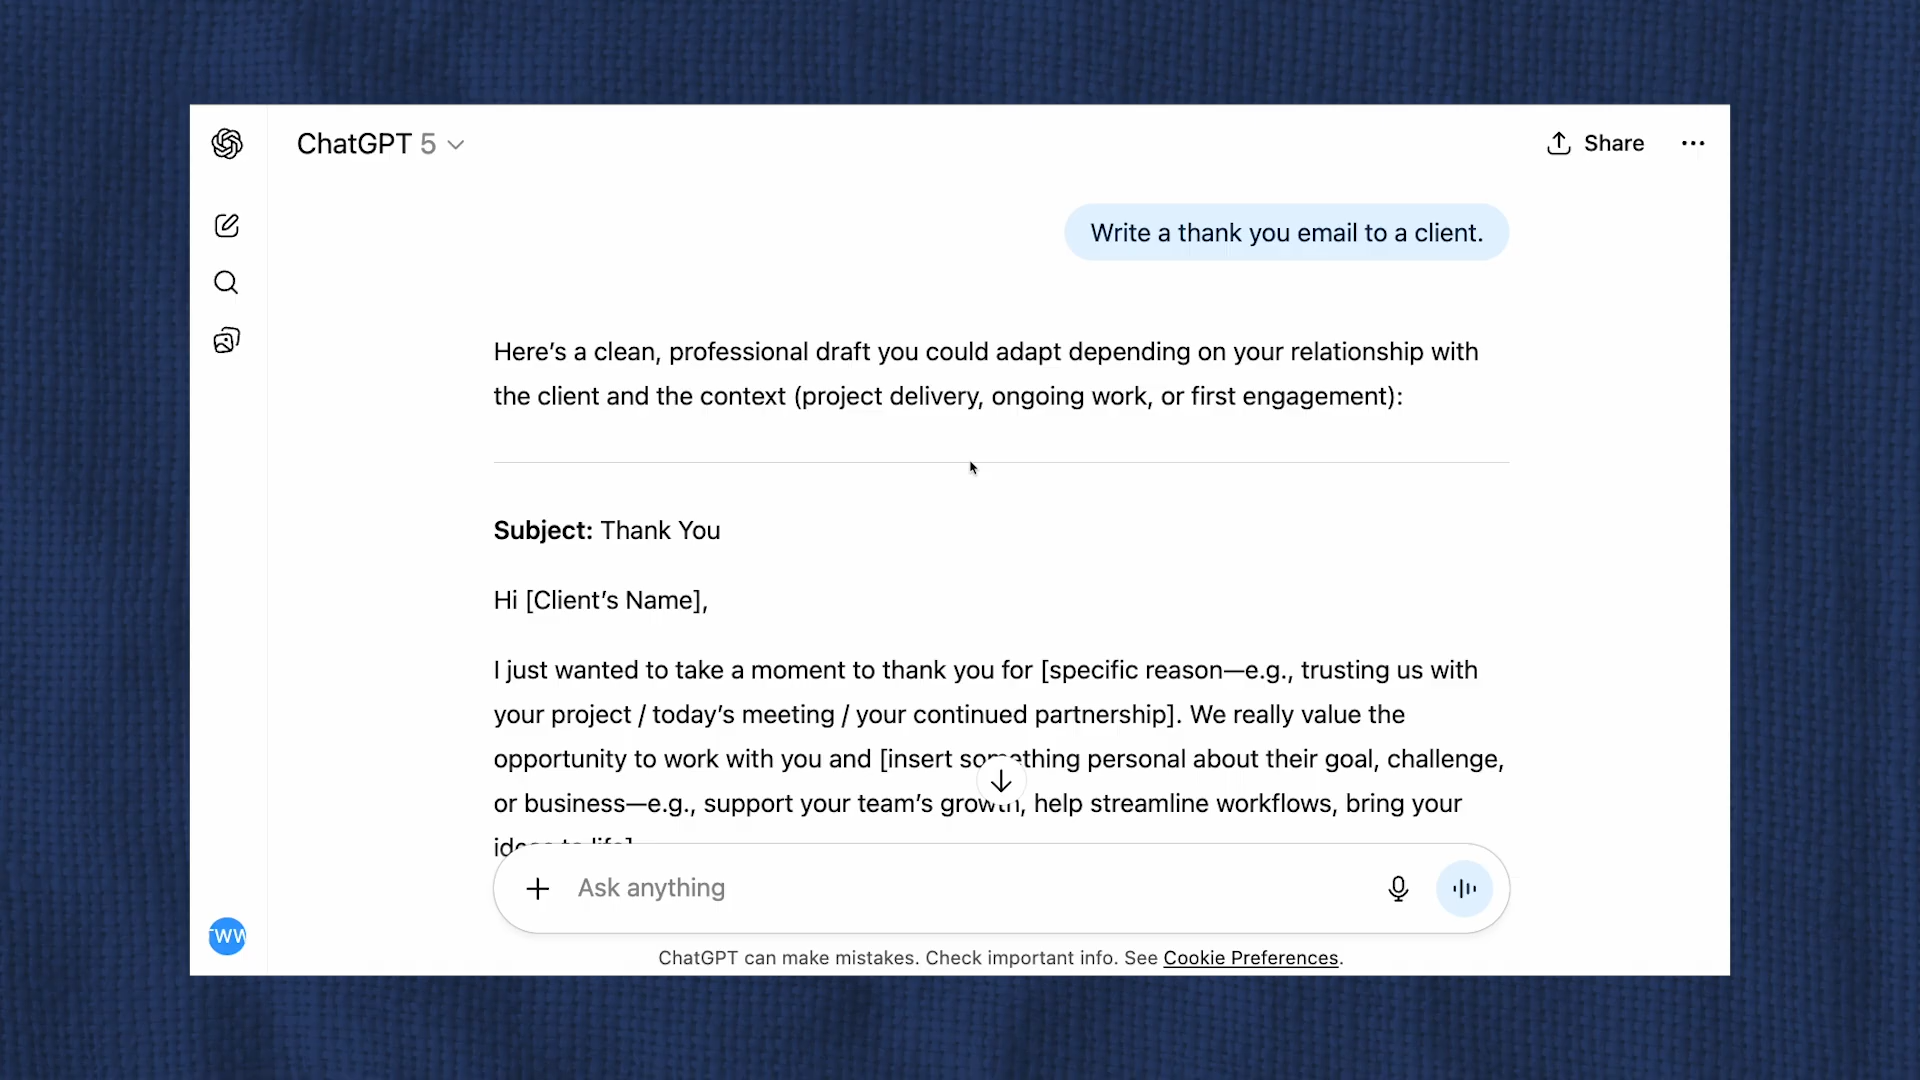 ChatGPT 5
Share
Write a thank you email to a client.
Here’s a clean, professional draft you could adapt depending on your relationship with
the client and the context (project delivery, ongoing work, or first engagement):
Subject: Thank You
Hi [Client’s Name],
I just wanted to take a moment to thank you for [specific reason—e.g., trusting us with
your project / today’s meeting / your continued partnership]. We really value the
opportunity to work with you and [insert something personal about their goal, challenge,
or business—e.g., support your team’s growth, help streamline workflows, bring your
Ask anything
ChatGPT can make mistakes. Check important info. See Cookie Preferences.